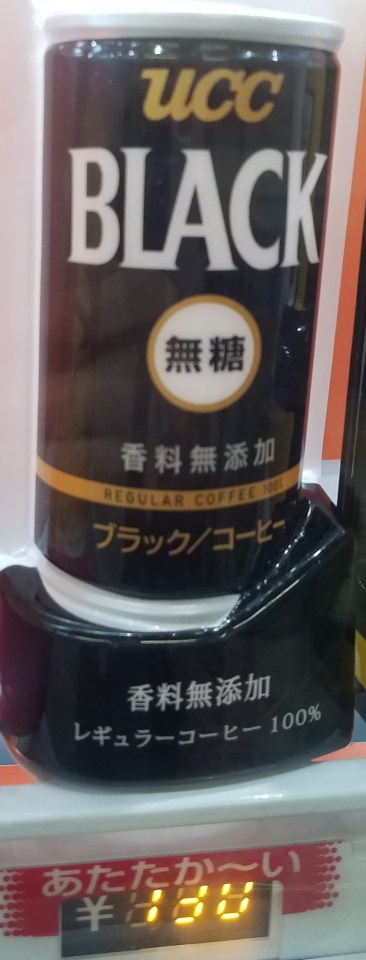 UCC
BLACK
無糖
香料無添加
REGULAR COFFEE 100%
ブラック/コーヒー
香料無添加
レギュラーコーヒー 100%
あたたか~い
¥